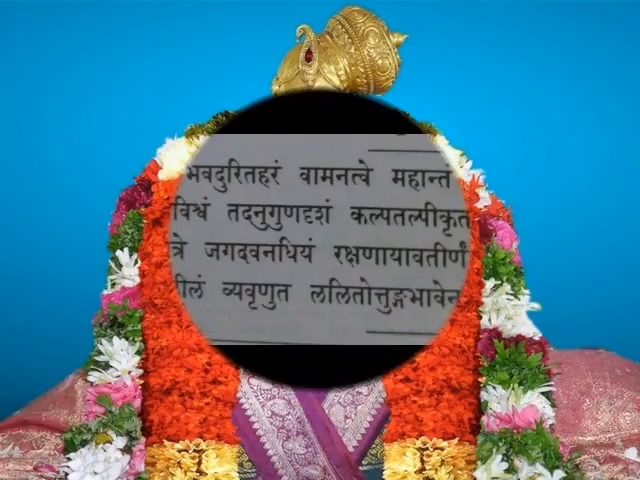 भवदुरितहरं वामनत्वे महान्त
विश्वं तदनुगुणदृशं कल्पतल्पीकृत
त्रे जगदवनधियं रक्षणायावतीर्णं
लं व्यवृणुत ललितोत्तुङ्गभावेन